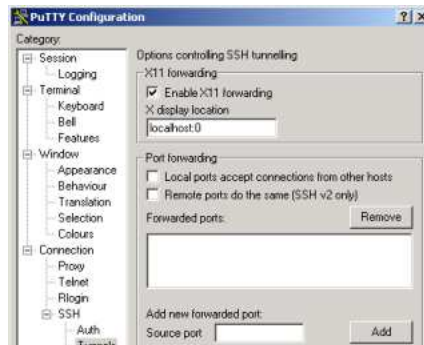 PuTTY Configuration
Category:
Session
Logging
Terminal
Keyboard
Bell
Features
Window
Appearance
Behaviour
Translation
Selection
Colours
Connection
Proxy
Telnet
Rlogin
SSH
Auth
Tunnels
Options controlling SSH tunnelling
X11 forwarding
Enable X11 forwarding
X display location
localhost:0
Port forwarding
Local ports accept connections from other hosts
Remote ports do the same (SSH v2 only)
Forwarded ports: Remove
Add new forwarded port:
Source port Add